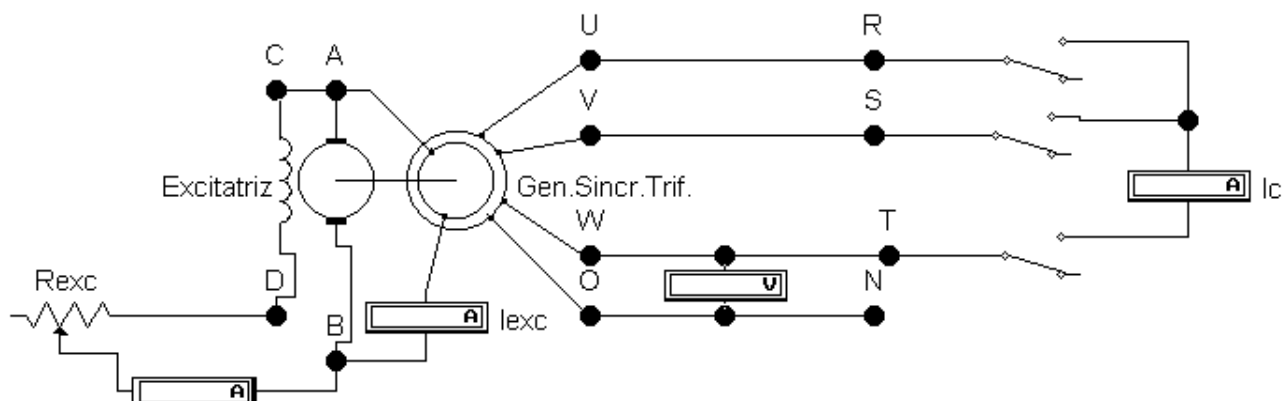 U R
C A
V S
A
Excitatriz Gen.Sincr.Trif. Ic
W T
Rexc D O V N
B A Iexc
A